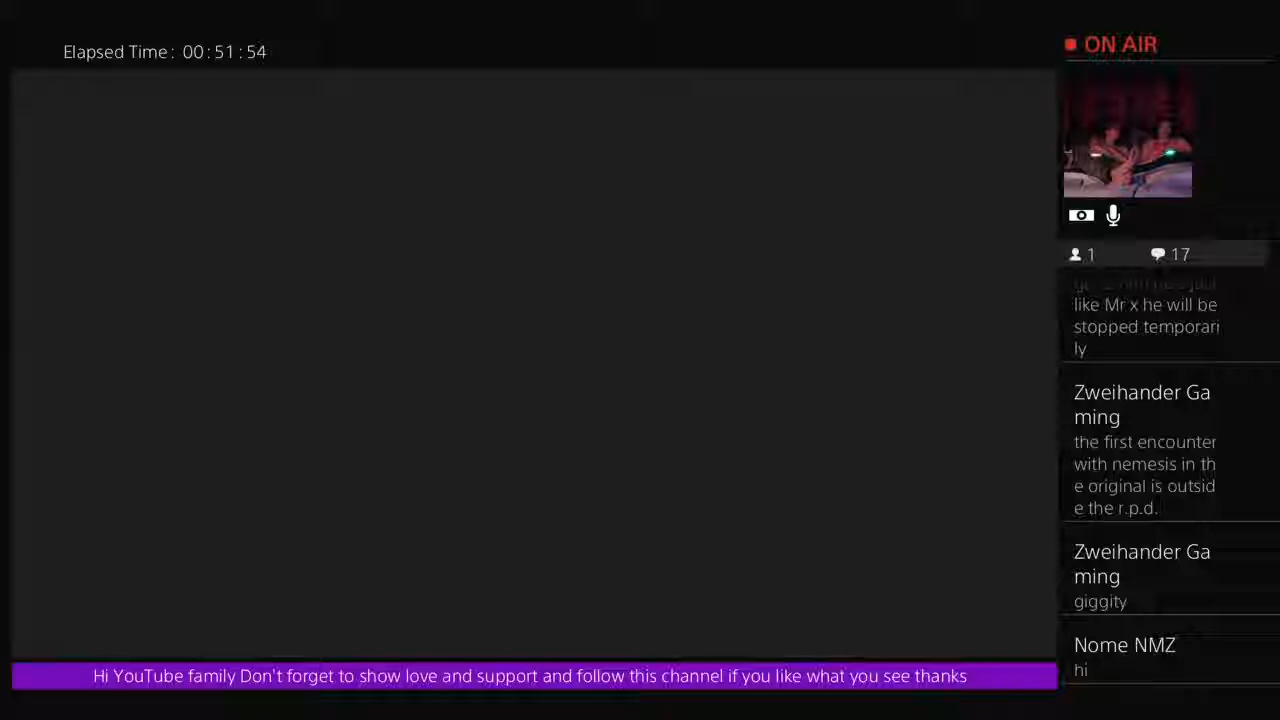 Elapsed Time: 00:51:54
ON AIR
1
17
like Mr x he will be
stopped temporari
ly
Zweihander Ga
ming
the first encounter
with nemesis in th
e original is outsid
e the r.p.d.
Zweihander Ga
ming
giggity
Nome NMZ
hi
Hi YouTube family Don't forget to show love and support and follow this channel if you like what you see thanks